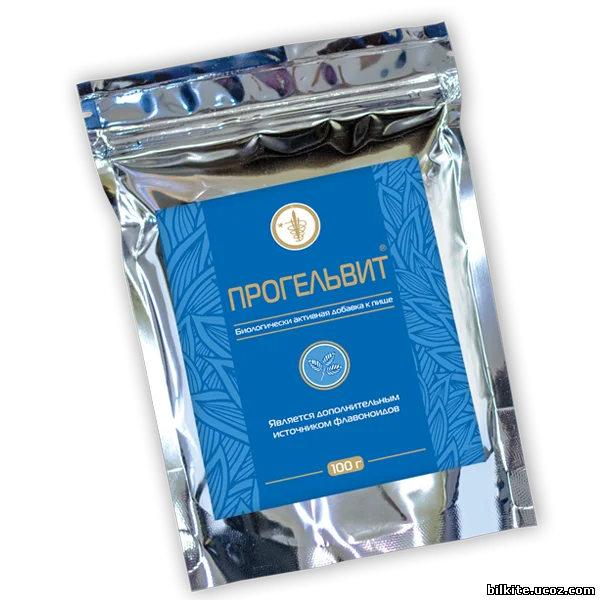 ПРОГЕЛЬВИТ®
Биологически активная добавка к пище
Является дополнительным
источником флавоноидов
100 г
bilkite.ucoz.com